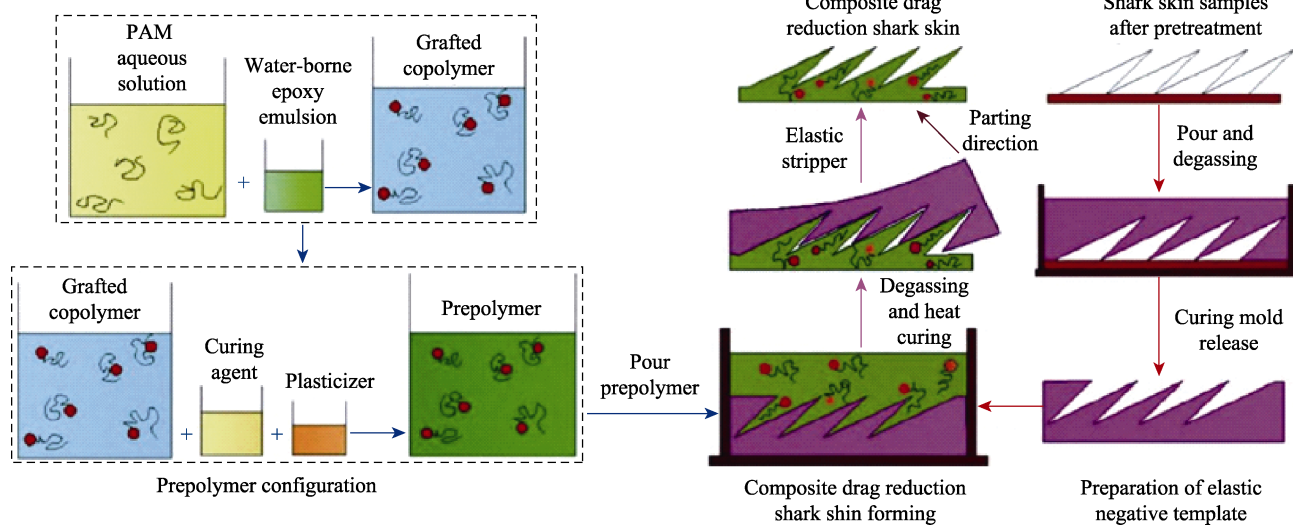 PAM
aqueous
solution
+
Water-borne
epoxy
emulsion
Grafted
copolymer
Grafted
copolymer
+
Curing
agent
+
Plasticizer
Prepolymer
Prepolymer configuration
Pour
prepolymer
Composite drag
reduction shark skin
Elastic
stripper
Parting
direction
Degassing
and heat
curing
Composite drag reduction
shark shin forming
Shark skin samples
after pretreatment
Pour and
degassing
Curing mold
release
Preparation of elastic
negative template